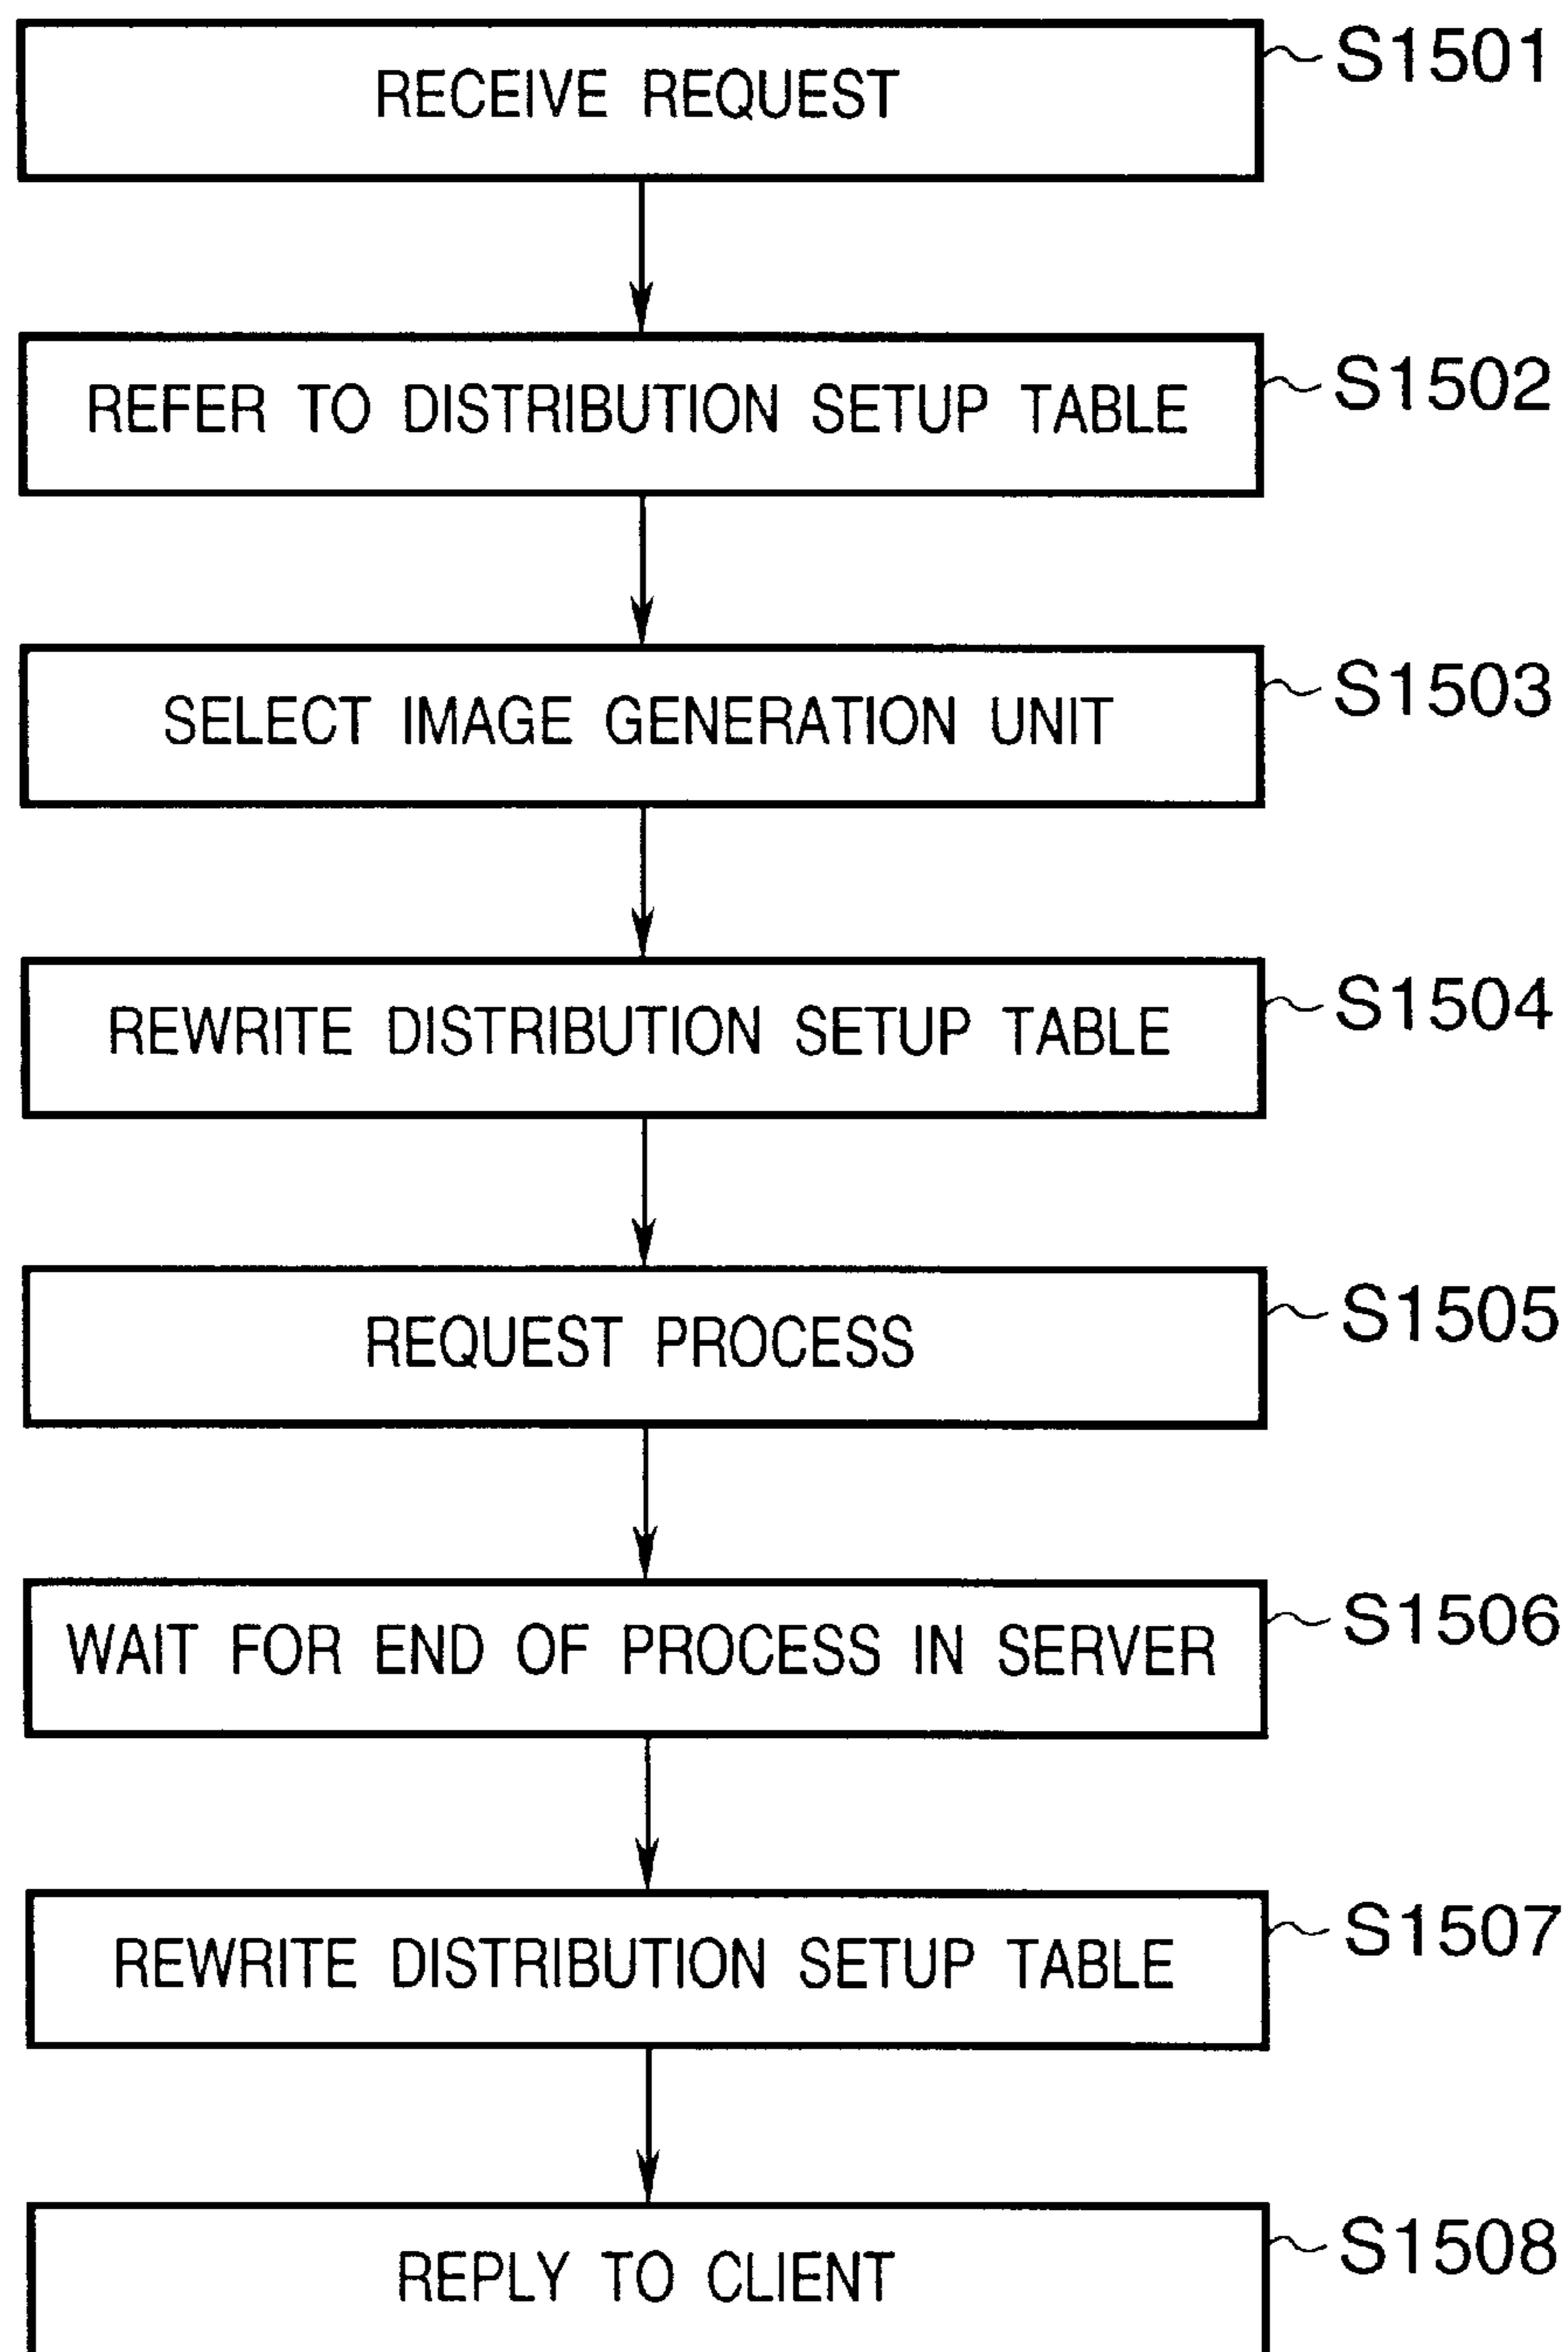 RECEIVE REQUEST S1501
REFER TO DISTRIBUTION SETUP TABLE S1502
SELECT IMAGE GENERATION UNIT S1503
REWRITE DISTRIBUTION SETUP TABLE S1504
REQUEST PROCESS S1505
WAIT FOR END OF PROCESS IN SERVER S1506
REWRITE DISTRIBUTION SETUP TABLE S1507
REPLY TO CLIENT S1508